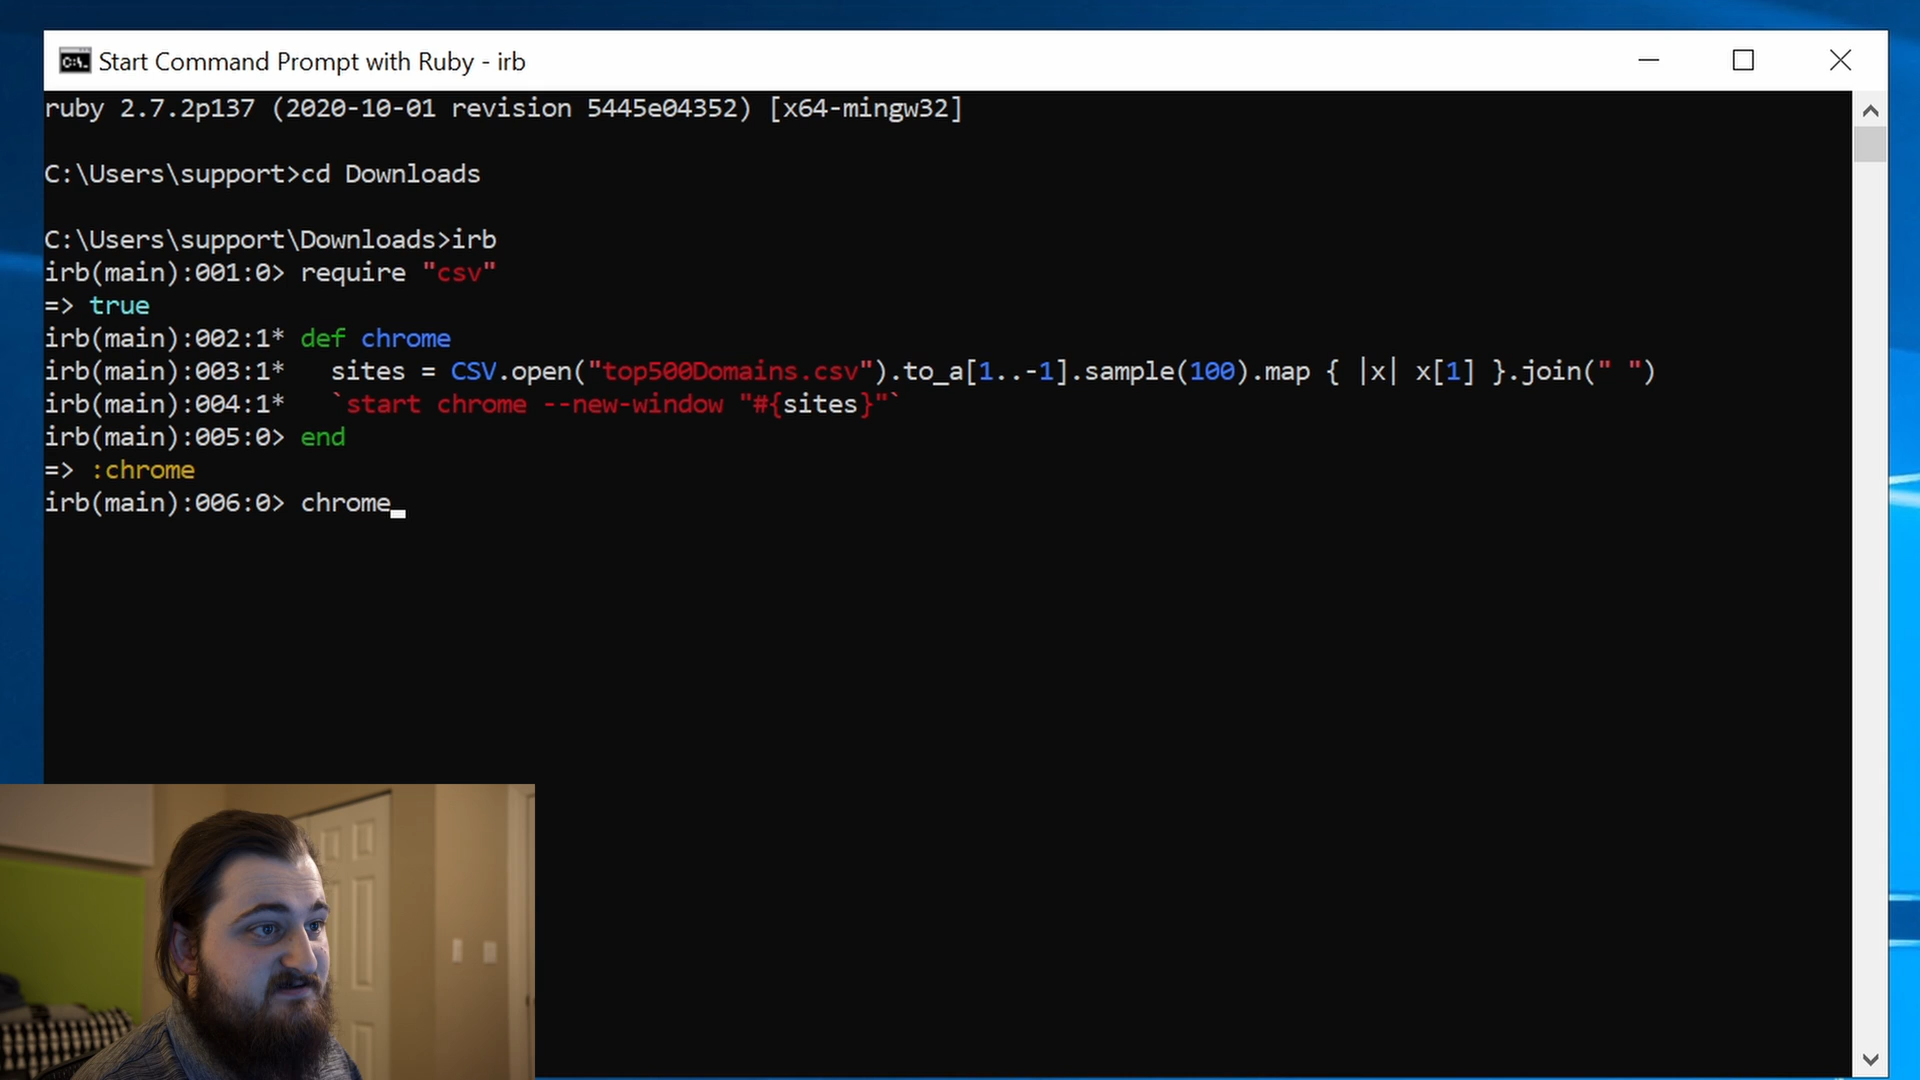 Start Command Prompt with Ruby - irb
ruby 2.7.2p137 (2020-10-01 revision 5445e04352) [x64-mingw32]
C:\Users\support>cd Downloads
C:\Users\support\Downloads>irb
irb(main):001:0> require "csv"
=> true
irb(main):002:1* def chrome
irb(main):003:1*   sites = CSV.open("top500Domains.csv").to_a[1..-1].sample(100).map { |x| x[1] }.join(" ")
irb(main):004:1*   `start chrome --new-window "#{sites}"`
irb(main):005:0> end
=> :chrome
irb(main):006:0> chrome